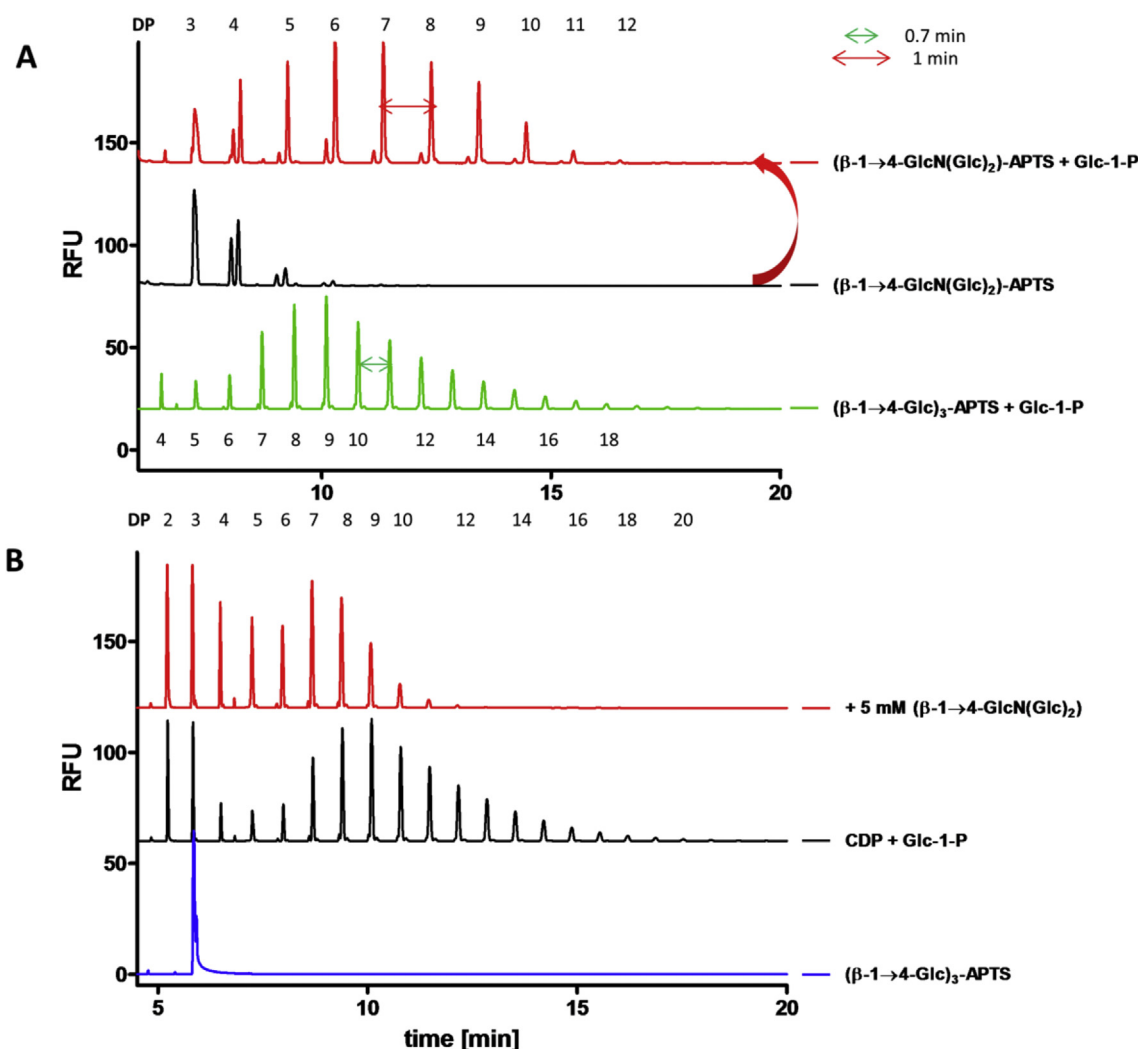 DP 3 4 5 6 7 8 9 10 11 12
0.7 min
1 min
A
150
(β-1→4-GlcN(Glc)₂)-APTS + Glc-1-P
100
RFU
(β-1→4-GlcN(Glc)₂)-APTS
50
(β-1→4-Glc)₃-APTS + Glc-1-P
0
4 5 6 7 8 9 10 12 14 16 18
10 15 20
DP 2 3 4 5 6 7 8 9 10 12 14 16 18 20
B
150
+ 5 mM (β-1→4-GlcN(Glc)₂)
100
RFU
CDP + Glc-1-P
50
0
(β-1→4-Glc)₃-APTS
5 10 15 20
time [min]